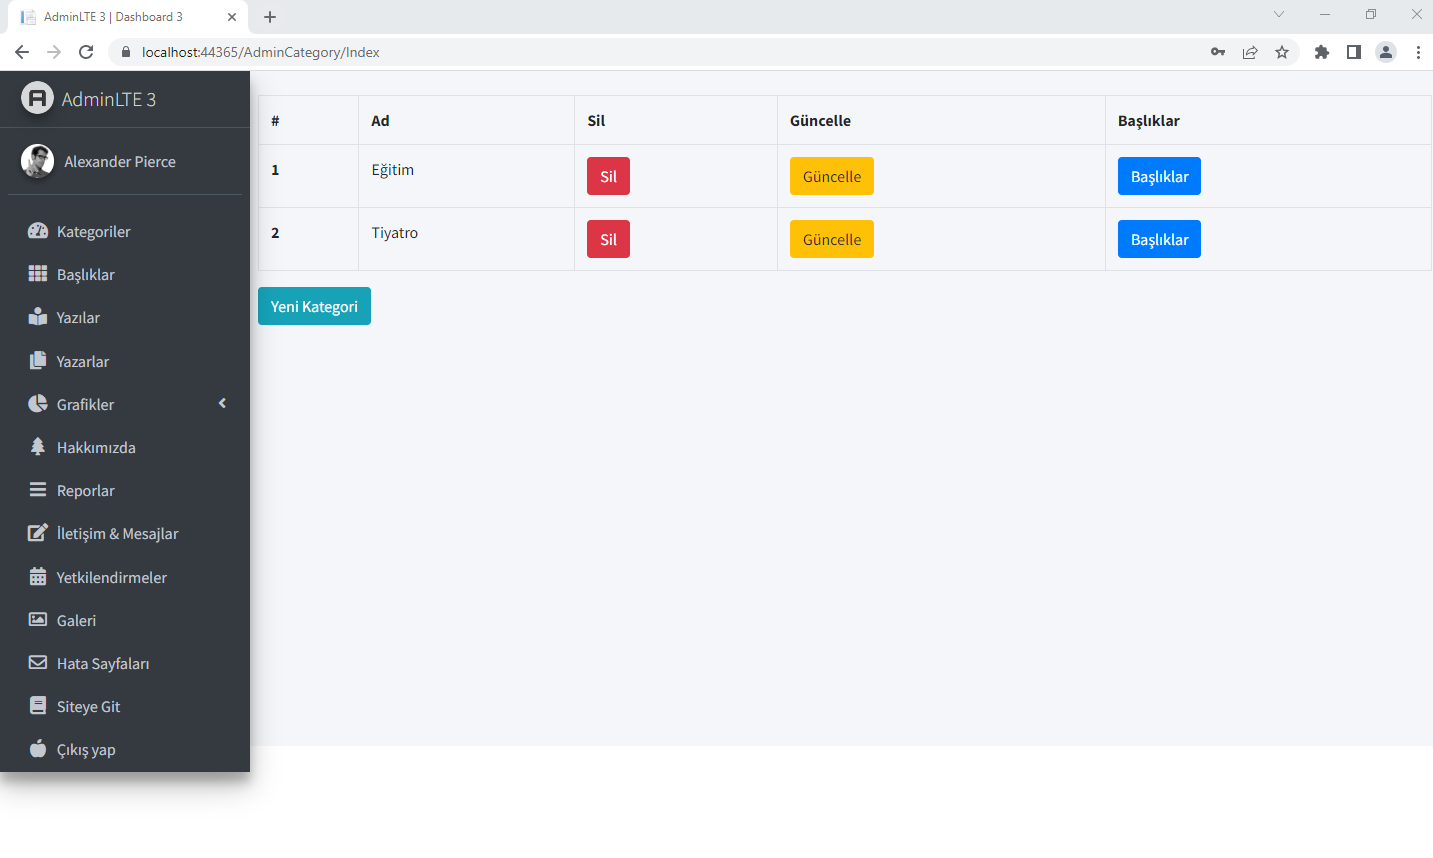 AdminLTE 3 | Dashboard 3
localhost:44365/AdminCategory/Index
AdminLTE 3
Alexander Pierce
Kategoriler
Başlıklar
Yazılar
Yazarlar
Grafikler
Hakkımızda
Reporlar
İletişim & Mesajlar
Yetkilendirmeler
Galeri
Hata Sayfaları
Siteye Git
Çıkış yap
# Ad Sil Güncelle Başlıklar
1 Eğitim Sil Güncelle Başlıklar
2 Tiyatro Sil Güncelle Başlıklar
Yeni Kategori